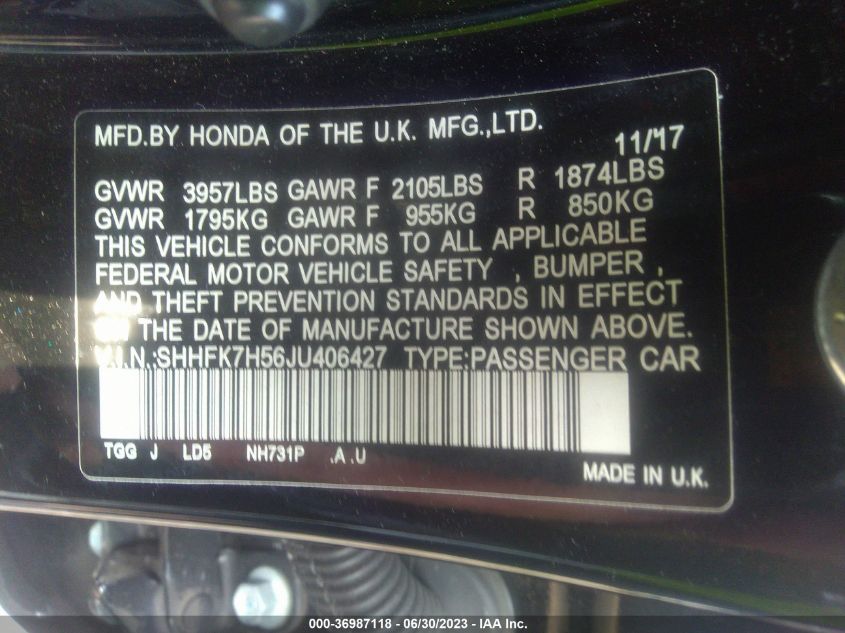 MFD.BY HONDA OF THE U.K. MFG.,LTD.
11/17
GVWR 3957LBS GAWR F 2105LBS R 1874LBS
GVWR 1795KG GAWR F 955KG R 850KG
THIS VEHICLE CONFORMS TO ALL APPLICABLE
FEDERAL MOTOR VEHICLE SAFETY , BUMPER ,
AND THEFT PREVENTION STANDARDS IN EFFECT
ON THE DATE OF MANUFACTURE SHOWN ABOVE.
V.I.N.:SHHFK7H56JU406427 TYPE:PASSENGER CAR
TGG J LD5 NH731P .A .U
MADE IN U.K.
000-36987118 - 06/30/2023 - IAA Inc.